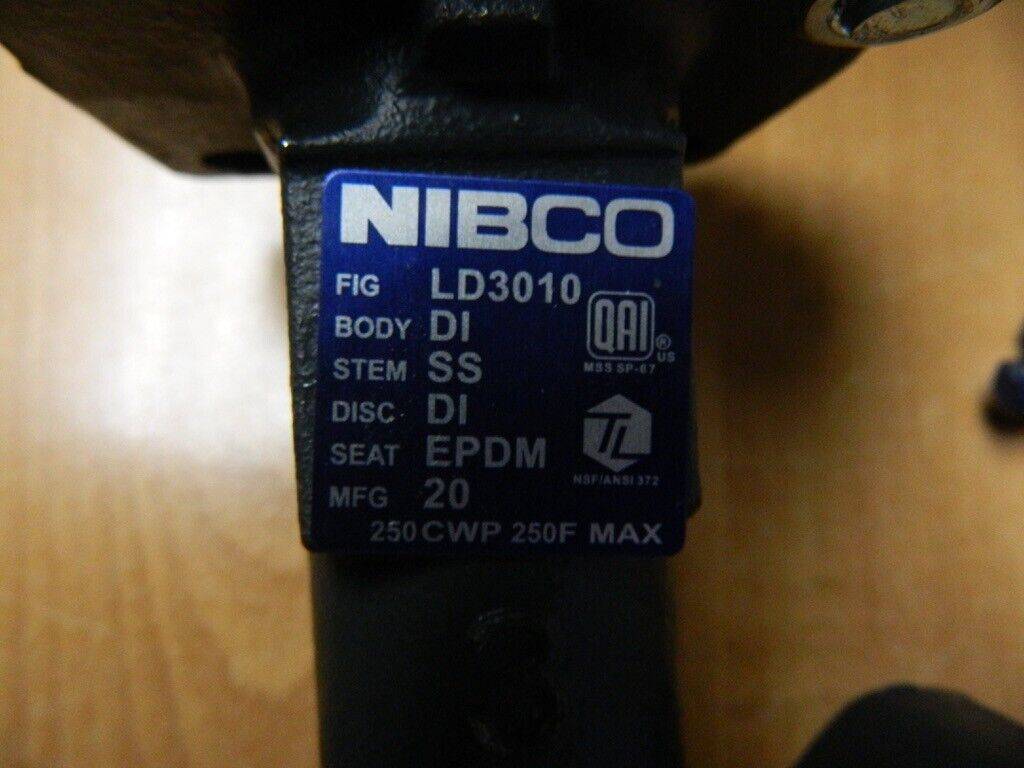 NIBCO
FIG LD3010
BODY DI
QAI ® US
STEM SS
MSS SP-67
DISC DI
SEAT EPDM
NSF/ANSI 372
MFG 20
250 CWP 250F MAX